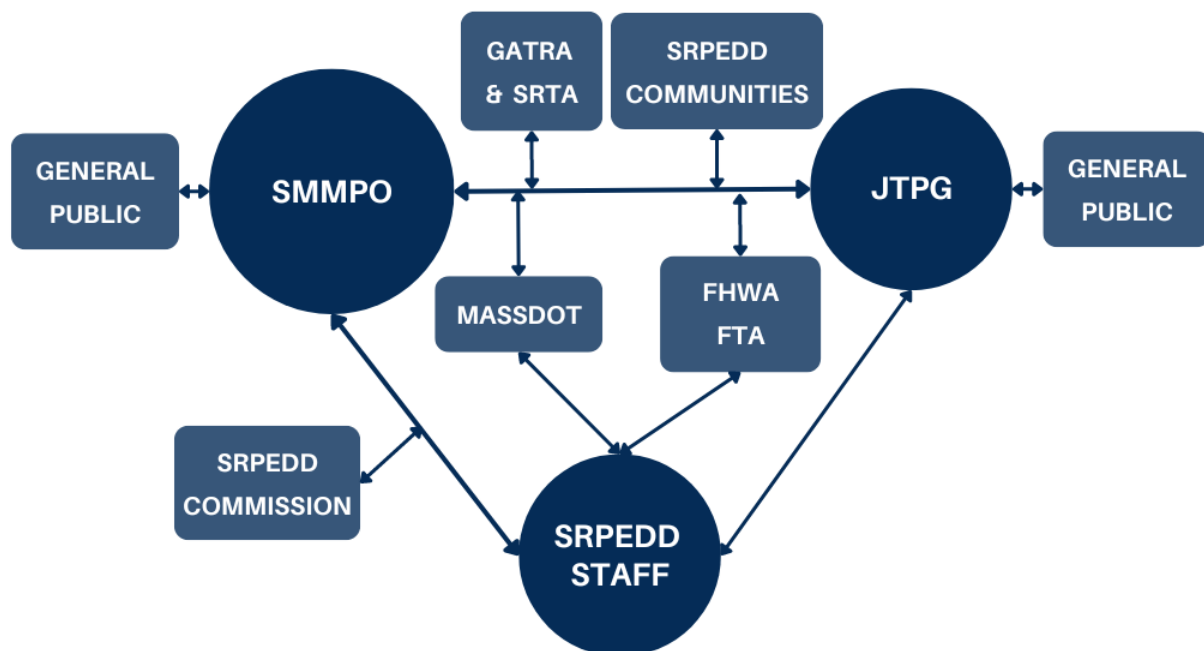 GATRA
& SRTA
SRPEDD
COMMUNITIES
GENERAL
PUBLIC
SMMPO
JTPG
GENERAL
PUBLIC
MASSDOT
FHWA
FTA
SRPEDD
COMMISSION
SRPEDD
STAFF